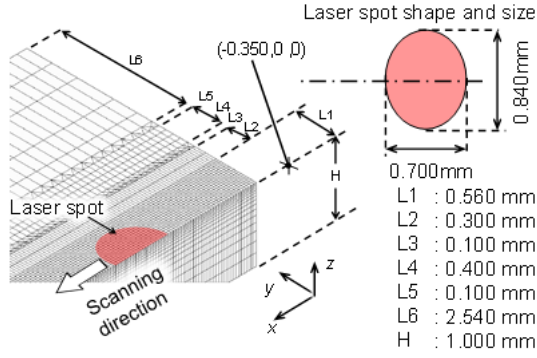 Laser spot shape and size
(-0.350,0 ,0)
L6
L5
L4
L3
L2
L1
H
0.840mm
0.700mm
Laser spot
Scanning
direction
z
y
x
L1 : 0.560 mm
L2 : 0.300 mm
L3 : 0.100 mm
L4 : 0.400 mm
L5 : 0.100 mm
L6 : 2.540 mm
H : 1.000 mm